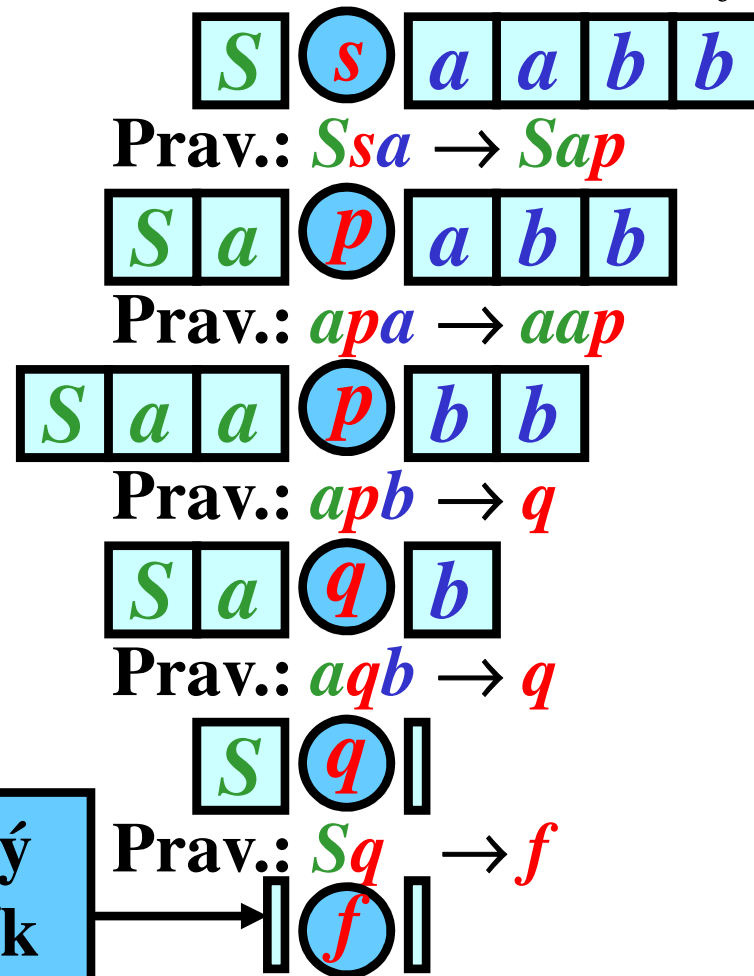 S s a a b b
Prav.: Ssa → Sap
S a p a b b
Prav.: apa → aap
S a a p b b
Prav.: apb → q
S a q b
Prav.: aqb → q
S q
ý
Prav.: Sq → f
k
f